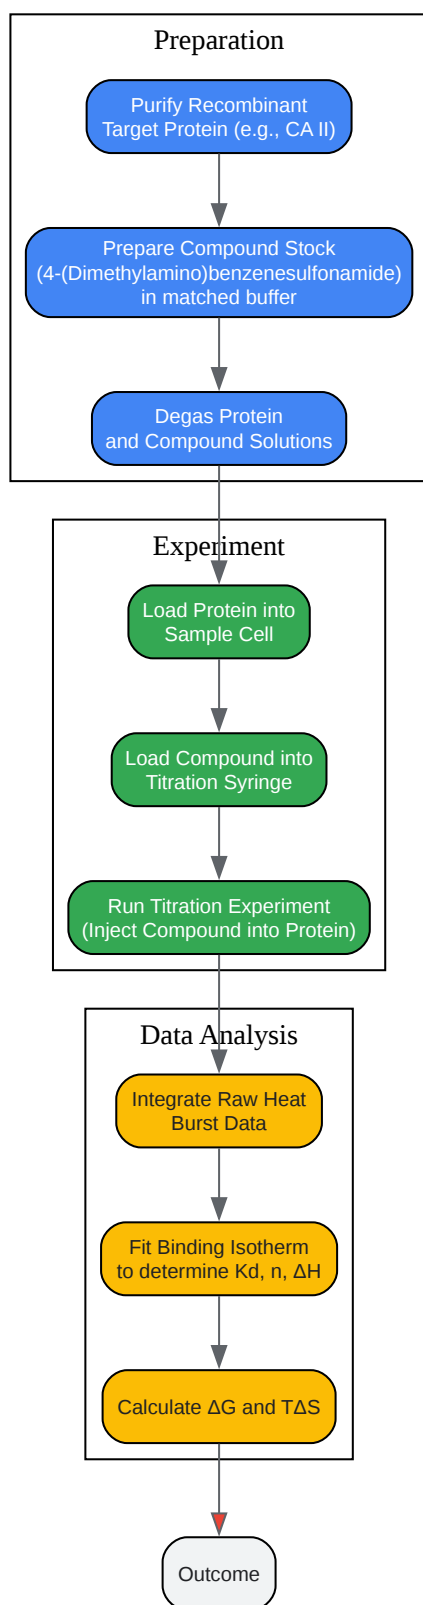 Preparation
Purify Recombinant
Target Protein (e.g., CA II)
Prepare Compound Stock
(4-(Dimethylamino)benzenesulfonamide)
in matched buffer
Degas Protein
and Compound Solutions
Experiment
Load Protein into
Sample Cell
Load Compound into
Titration Syringe
Run Titration Experiment
(Inject Compound into Protein)
Data Analysis
Integrate Raw Heat
Burst Data
Fit Binding Isotherm
to determine Kd, n, ΔH
Calculate ΔG and TΔS
Outcome